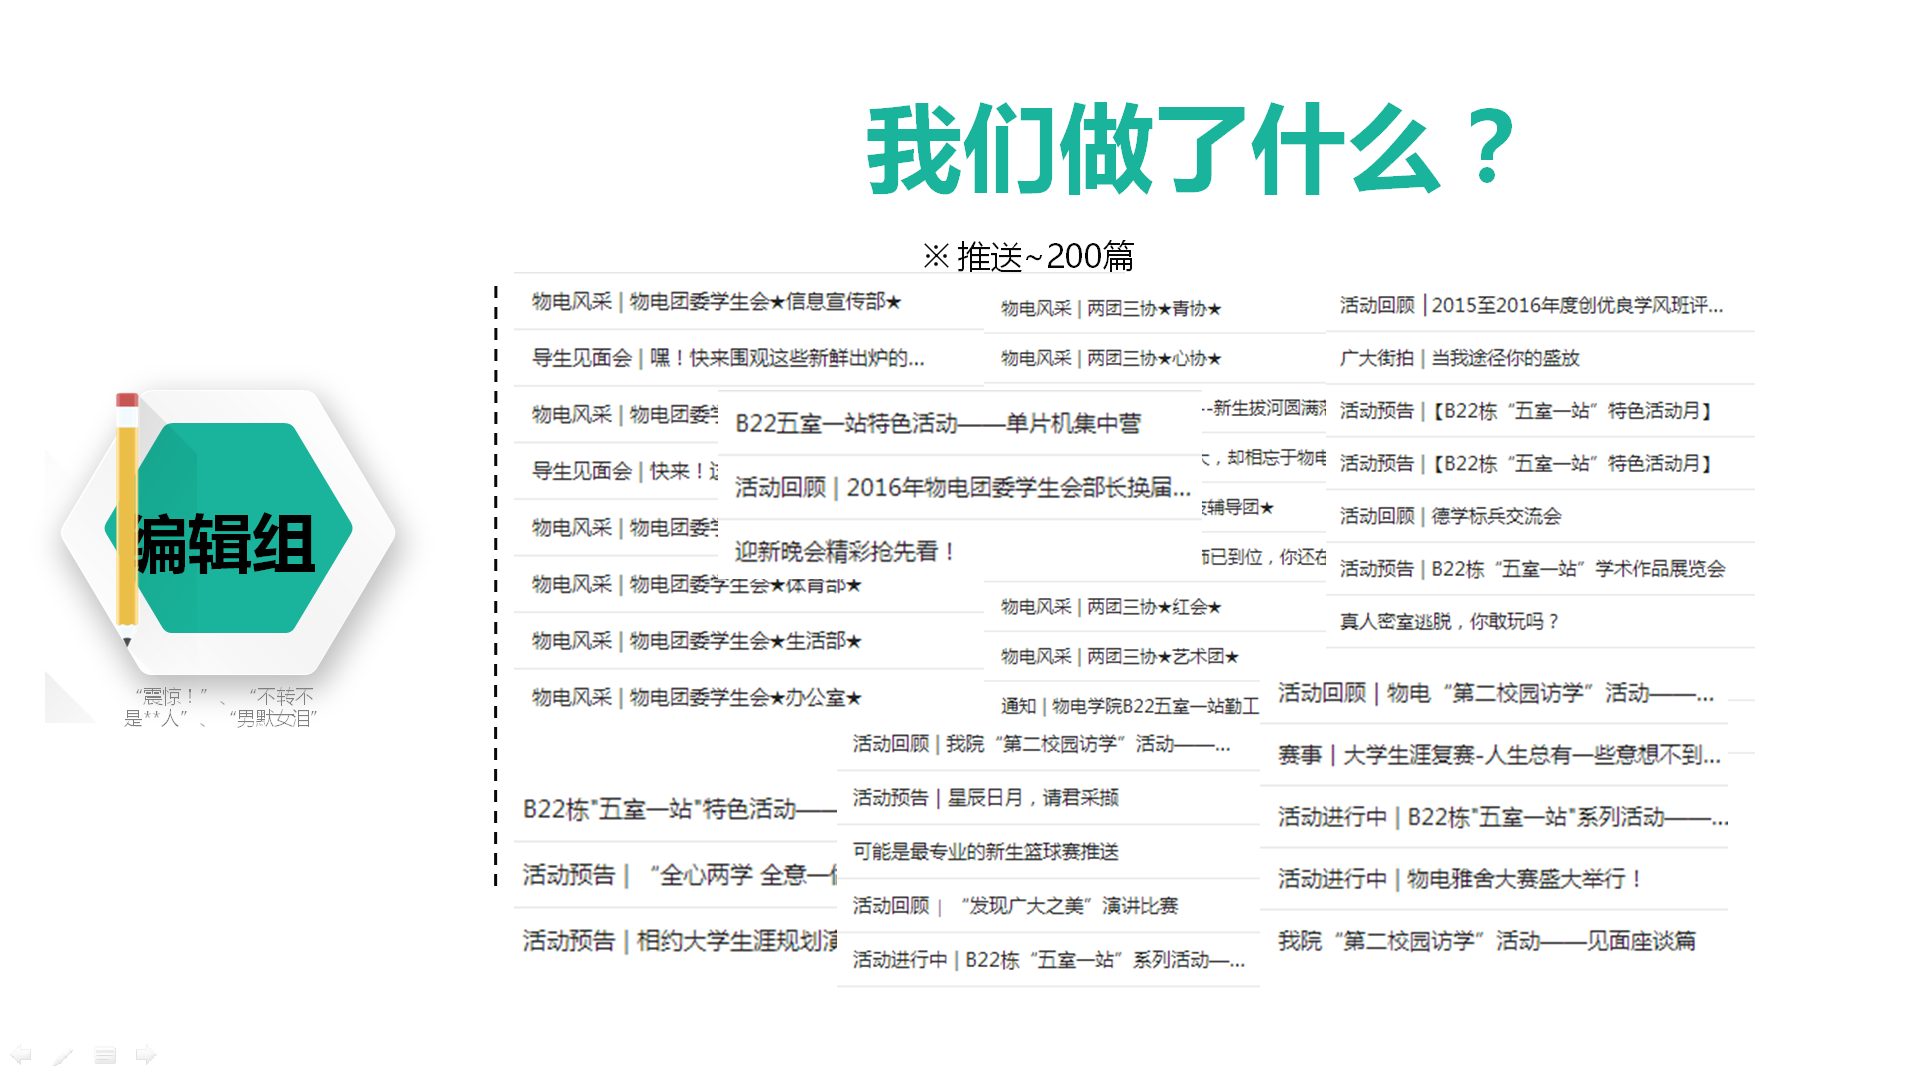 我们做了什么？
※ 推送~200篇
编辑组
“震惊！”、 “不转不
是**人”、 “男默女泪”
物电风采 | 物电团委学生会★信息宣传部★
导生见面会 | 嘿！快来围观这些新鲜出炉的...
物电风采 | 物电团委学
导生见面会 | 快来！这
物电风采 | 物电团委学
物电风采 | 物电团委学生会★体育部★
物电风采 | 物电团委学生会★生活部★
物电风采 | 物电团委学生会★办公室★
B22五室一站特色活动——单片机集中营
活动回顾 | 2016年物电团委学生会部长换届...
迎新晚会精彩抢先看！
物电风采 | 两团三协★青协★
物电风采 | 两团三协★心协★
--新生拔河圆满
，却相忘于物电
辅导团★
已到位，你还在
物电风采 | 两团三协★红会★
物电风采 | 两团三协★艺术团★
通知 | 物电学院B22五室一站勤工
活动回顾 | 2015至2016年度创优良学风班评...
广大街拍 | 当我途径你的盛放
活动预告 | 【B22栋“五室一站”特色活动月】
活动预告 | 【B22栋“五室一站”特色活动月】
活动回顾 | 德学标兵交流会
活动预告 | B22栋“五室一站”学术作品展览会
真人密室逃脱，你敢玩吗？
B22栋"五室一站"特色活动——
活动预告 | “全心两学 全意一
活动预告 | 相约大学生涯规划演
活动回顾 | 我院“第二校园访学”活动——...
活动预告 | 星辰日月，请君采撷
可能是最专业的新生篮球赛推送
活动回顾 | “发现广大之美”演讲比赛
活动进行中 | B22栋“五室一站”系列活动—...
活动回顾 | 物电“第二校园访学”活动——...
赛事 | 大学生涯复赛-人生总有一些意想不到...
活动进行中 | B22栋"五室一站"系列活动——...
活动进行中 | 物电雅舍大赛盛大举行！
我院“第二校园访学”活动——见面座谈篇